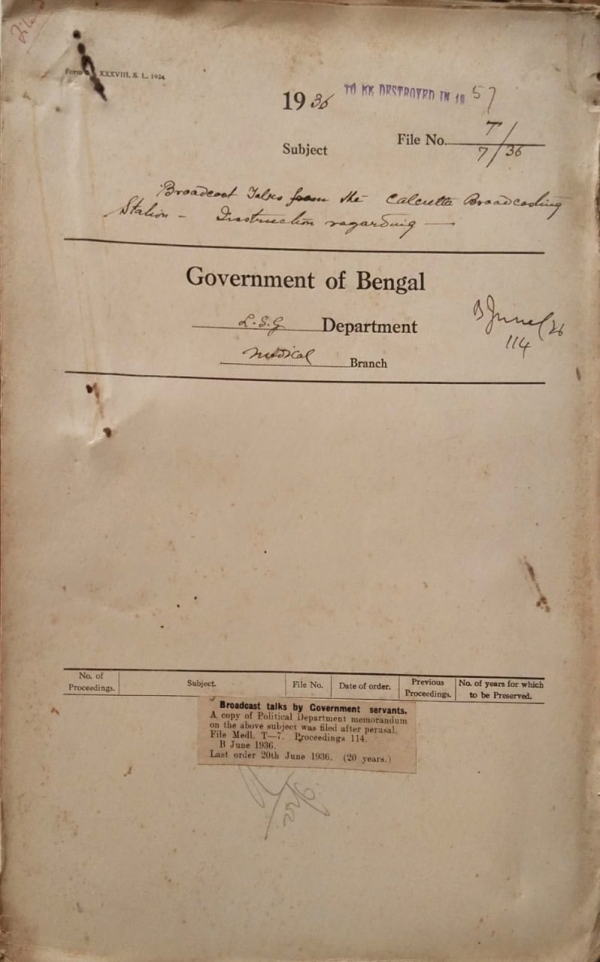 XXXVIII, S. L., 1924
1936 TO BE DESTROYED IN 1957
File No. T/7/36
Subject
Broadcast Talks from the Calcutta Broadcasting
Station – Instruction regarding —
Government of Bengal
L.S.G Department
Medical Branch
B June/36
114
No. of Proceedings. Subject. File No. Date of order. Previous Proceedings. No. of years for which to be Preserved.
Broadcast talks by Government servants.
A copy of Political Department memorandum
on the above subject was filed after perusal.
File Medl. T—7. Proceedings 114.
B June 1936.
Last order 20th June 1936. (20 years.)